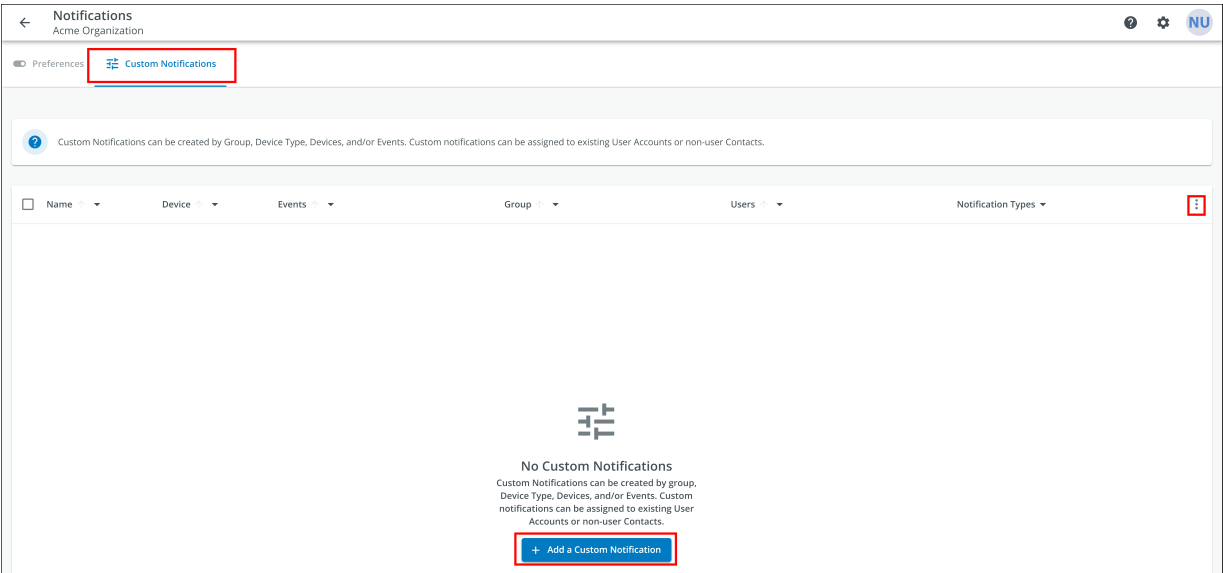 Notifications
Acme Organization
NU
Preferences
Custom Notifications
Custom Notifications can be created by Group, Device Type, Devices, and/or Events. Custom notifications can be assigned to existing User Accounts or non-user Contacts.
Name Device Events Group Users Notification Types
No Custom Notifications
Custom Notifications can be created by group,
Device Type, Devices, and/or Events. Custom
notifications can be assigned to existing User
Accounts or non-user Contacts.
+ Add a Custom Notification